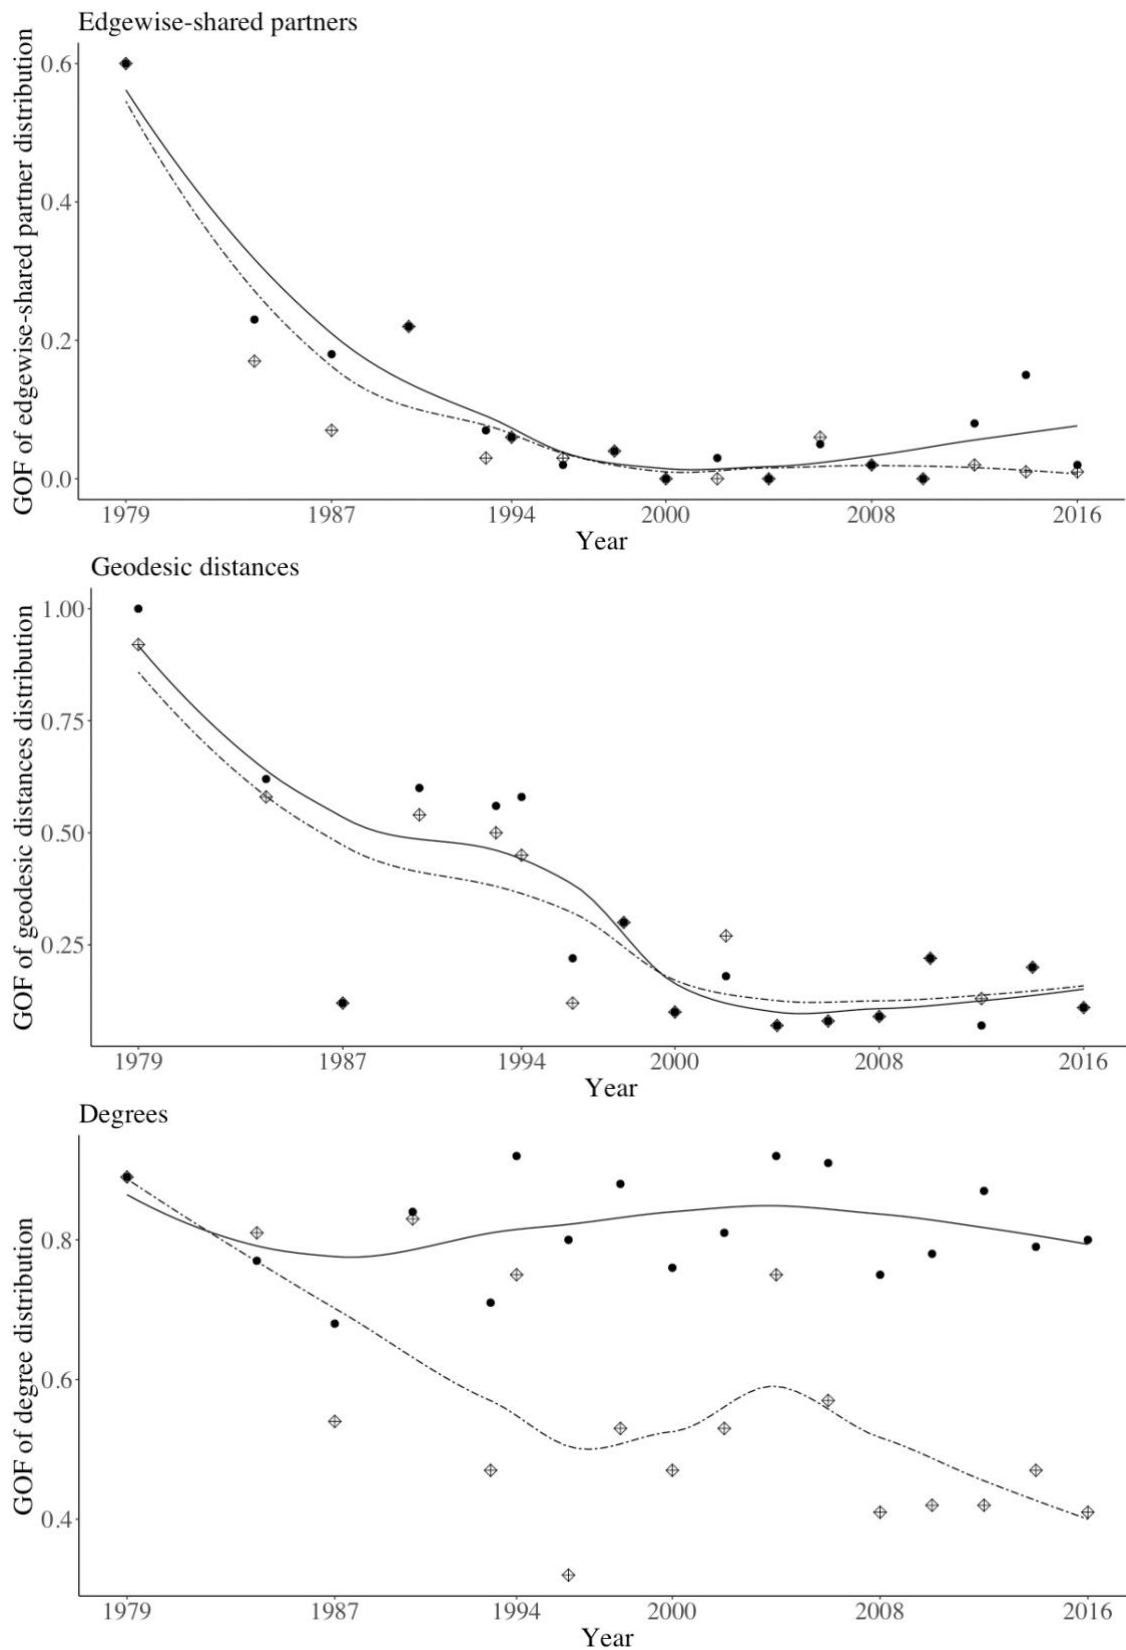 Edgewise-shared partners
GOF of edgewise-shared partner distribution
0.6
0.4
0.2
0.0
1979 1987 1994 2000 2008 2016
Year
Geodesic distances
GOF of geodesic distances distribution
1.00
0.75
0.50
0.25
1979 1987 1994 2000 2008 2016
Year
Degrees
GOF of degree distribution
0.8
0.6
0.4
1979 1987 1994 2000 2008 2016
Year